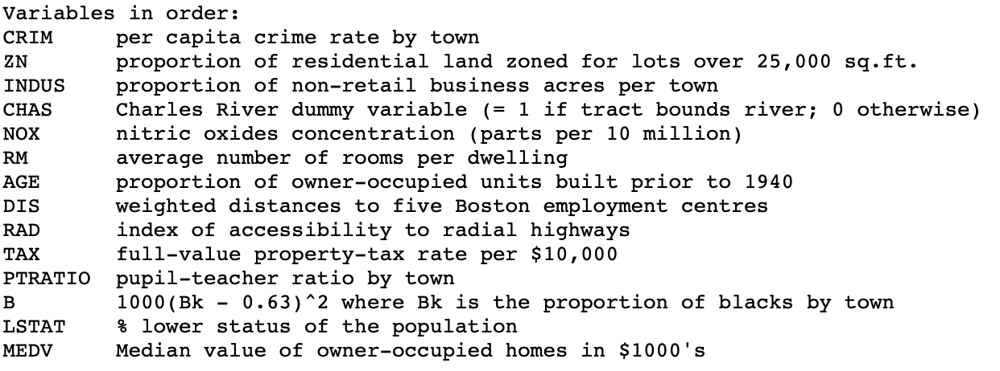 Variables in order:
CRIM     per capita crime rate by town
ZN       proportion of residential land zoned for lots over 25,000 sq.ft.
INDUS    proportion of non-retail business acres per town
CHAS     Charles River dummy variable (= 1 if tract bounds river; 0 otherwise)
NOX      nitric oxides concentration (parts per 10 million)
RM       average number of rooms per dwelling
AGE      proportion of owner-occupied units built prior to 1940
DIS      weighted distances to five Boston employment centres
RAD      index of accessibility to radial highways
TAX      full-value property-tax rate per $10,000
PTRATIO  pupil-teacher ratio by town
B        1000(Bk - 0.63)^2 where Bk is the proportion of blacks by town
LSTAT    % lower status of the population
MEDV     Median value of owner-occupied homes in $1000's